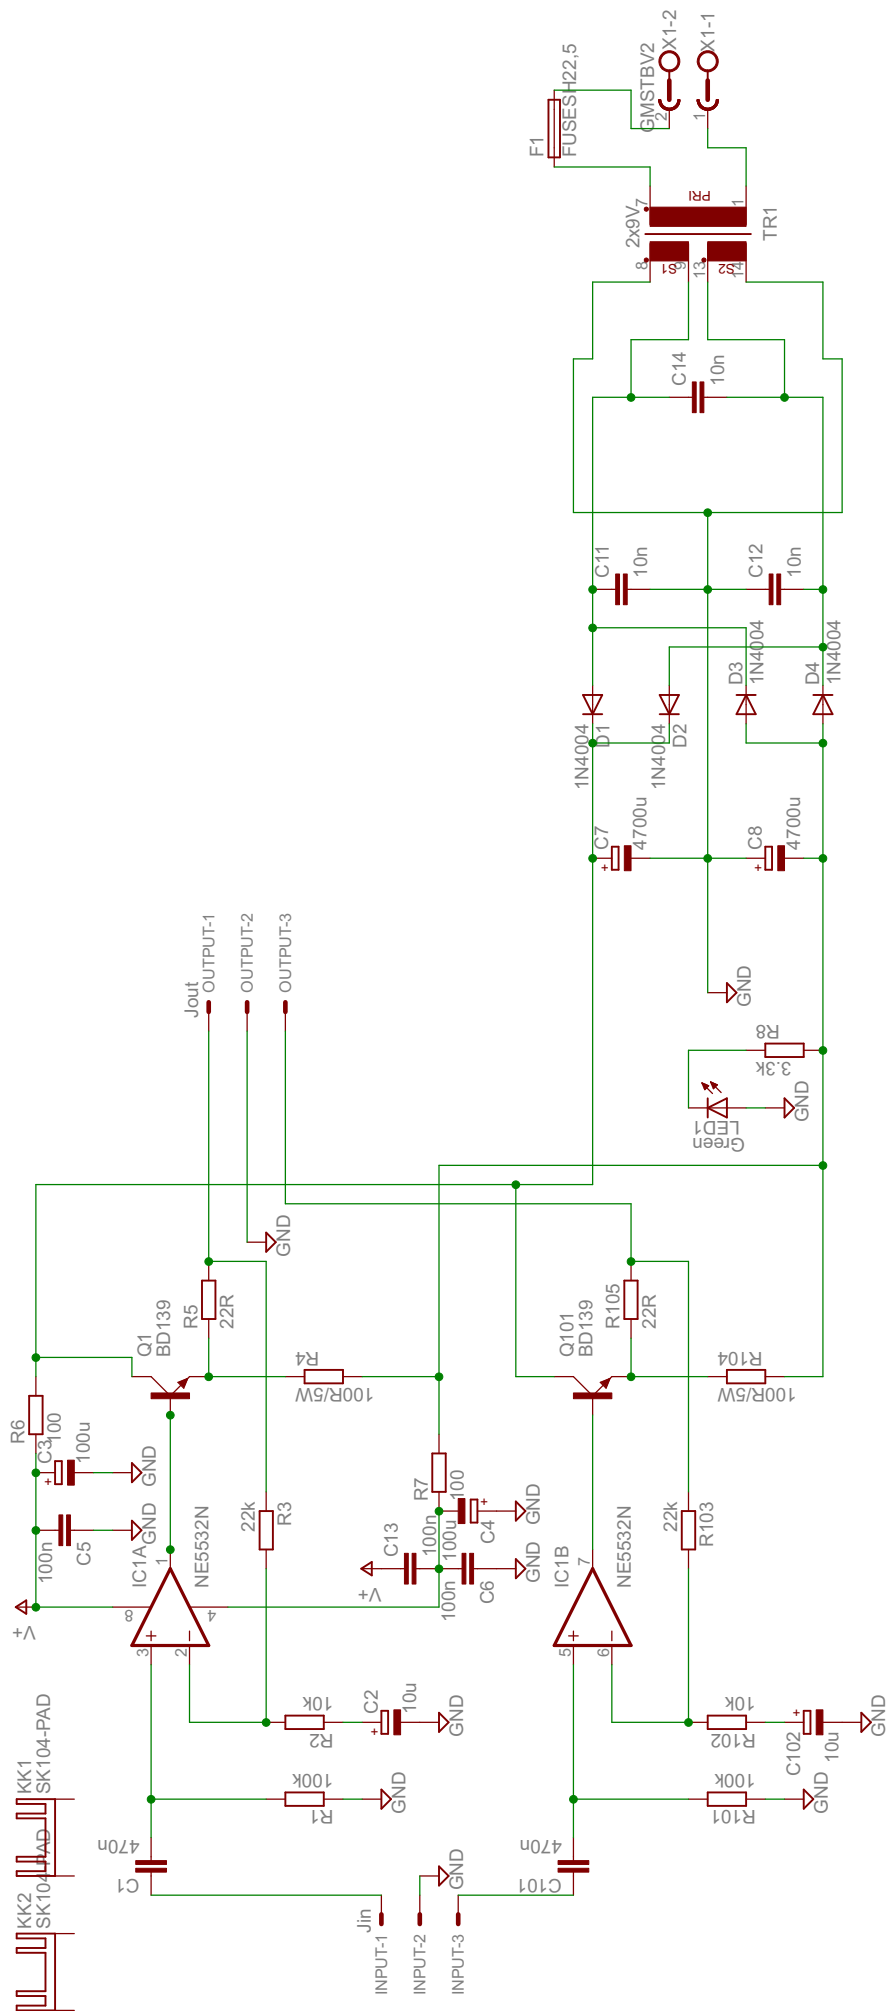 X1-2
X1-1
GMSTBV2
2
1
F1
FUSESH22,5
PRI
7
1
2x9V
TR1
8
S1
9
13
S2
14
C14
10n
C11
10n
C12
10n
D3
1N4004
D4
1N4004
1N4004
D1
1N4004
D2
C7
4700u
+
C8
4700u
+
GND
R8
3.3k
GND
LED1
Green
Jout
OUTPUT-1
OUTPUT-2
OUTPUT-3
GND
R5
22R
R105
22R
Q1
BD139
R4
100R/5W
Q101
BD139
R104
100R/5W
R6
100
C3
100u
+
GND
R7
100
C4
100u
+
GND
100n
C5
GND
C13
100n
V+
100n
C6
GND
22k
R3
22k
R103
IC1A
NE5532N
1
8
4
3
2
+
-
V+
IC1B
NE5532N
7
5
6
+
-
10k
R2
C2
10u
+
GND
10k
R102
C102
10u
+
GND
100k
R1
GND
100k
R101
GND
KK1
SK104-PAD
KK2
SK104-PAD
470n
C1
470n
C101
GND
Jin
INPUT-1
INPUT-2
INPUT-3